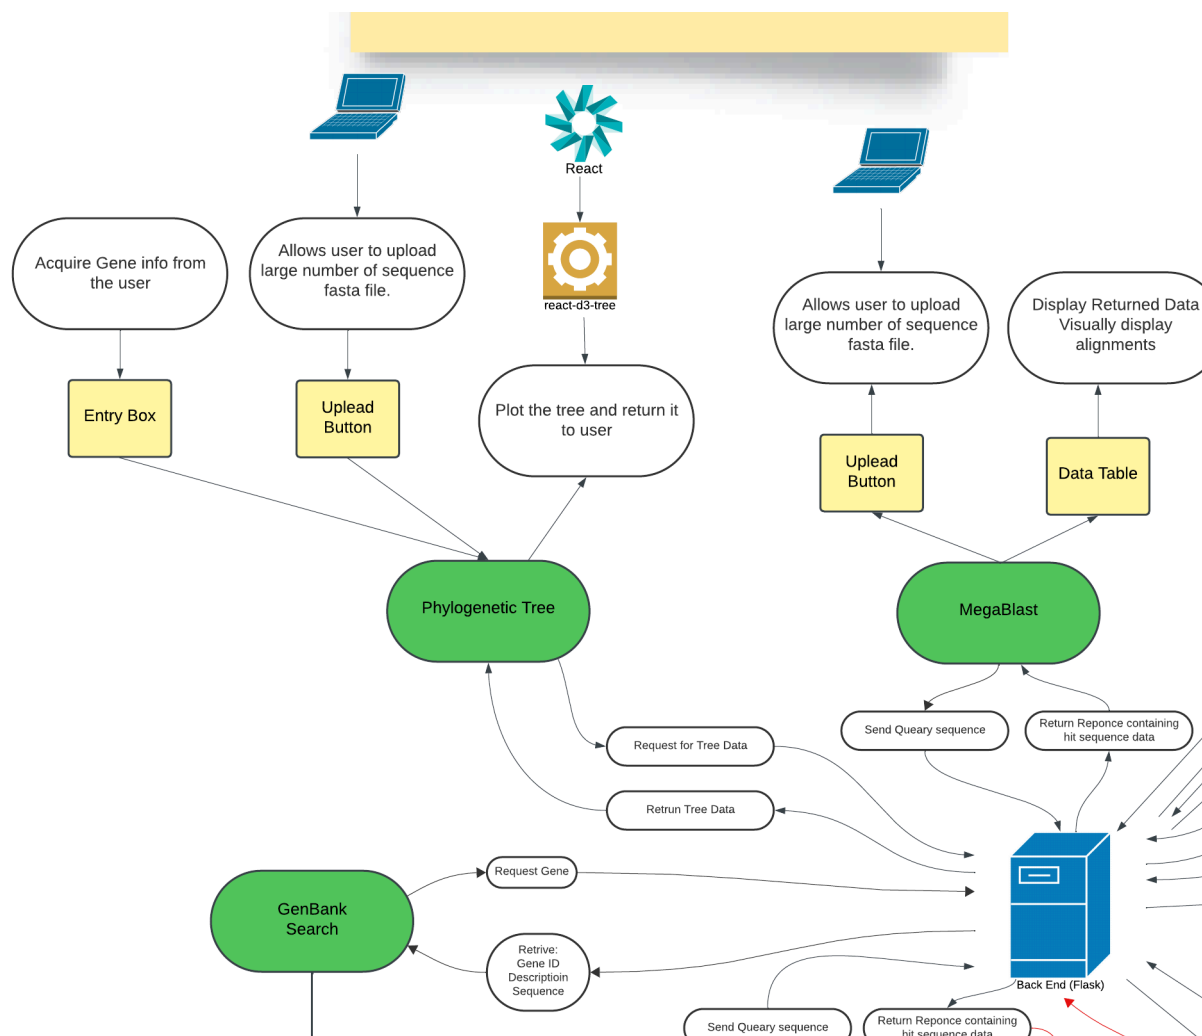 React
react-d3-tree
Acquire Gene info from
the user
Allows user to upload
large number of sequence
fasta file.
Allows user to upload
large number of sequence
fasta file.
Display Returned Data
Visually display
alignments
Entry Box
Uplead
Button
Plot the tree and return it
to user
Uplead
Button
Data Table
Phylogenetic Tree
MegaBlast
Send Queary sequence
Return Reponce containing
hit sequence data
Request for Tree Data
Retrun Tree Data
Request Gene
GenBank
Search
Retrive:
Gene ID
Descriptioin
Sequence
Back End (Flask)
Send Queary sequence
Return Reponce containing
hit sequence data